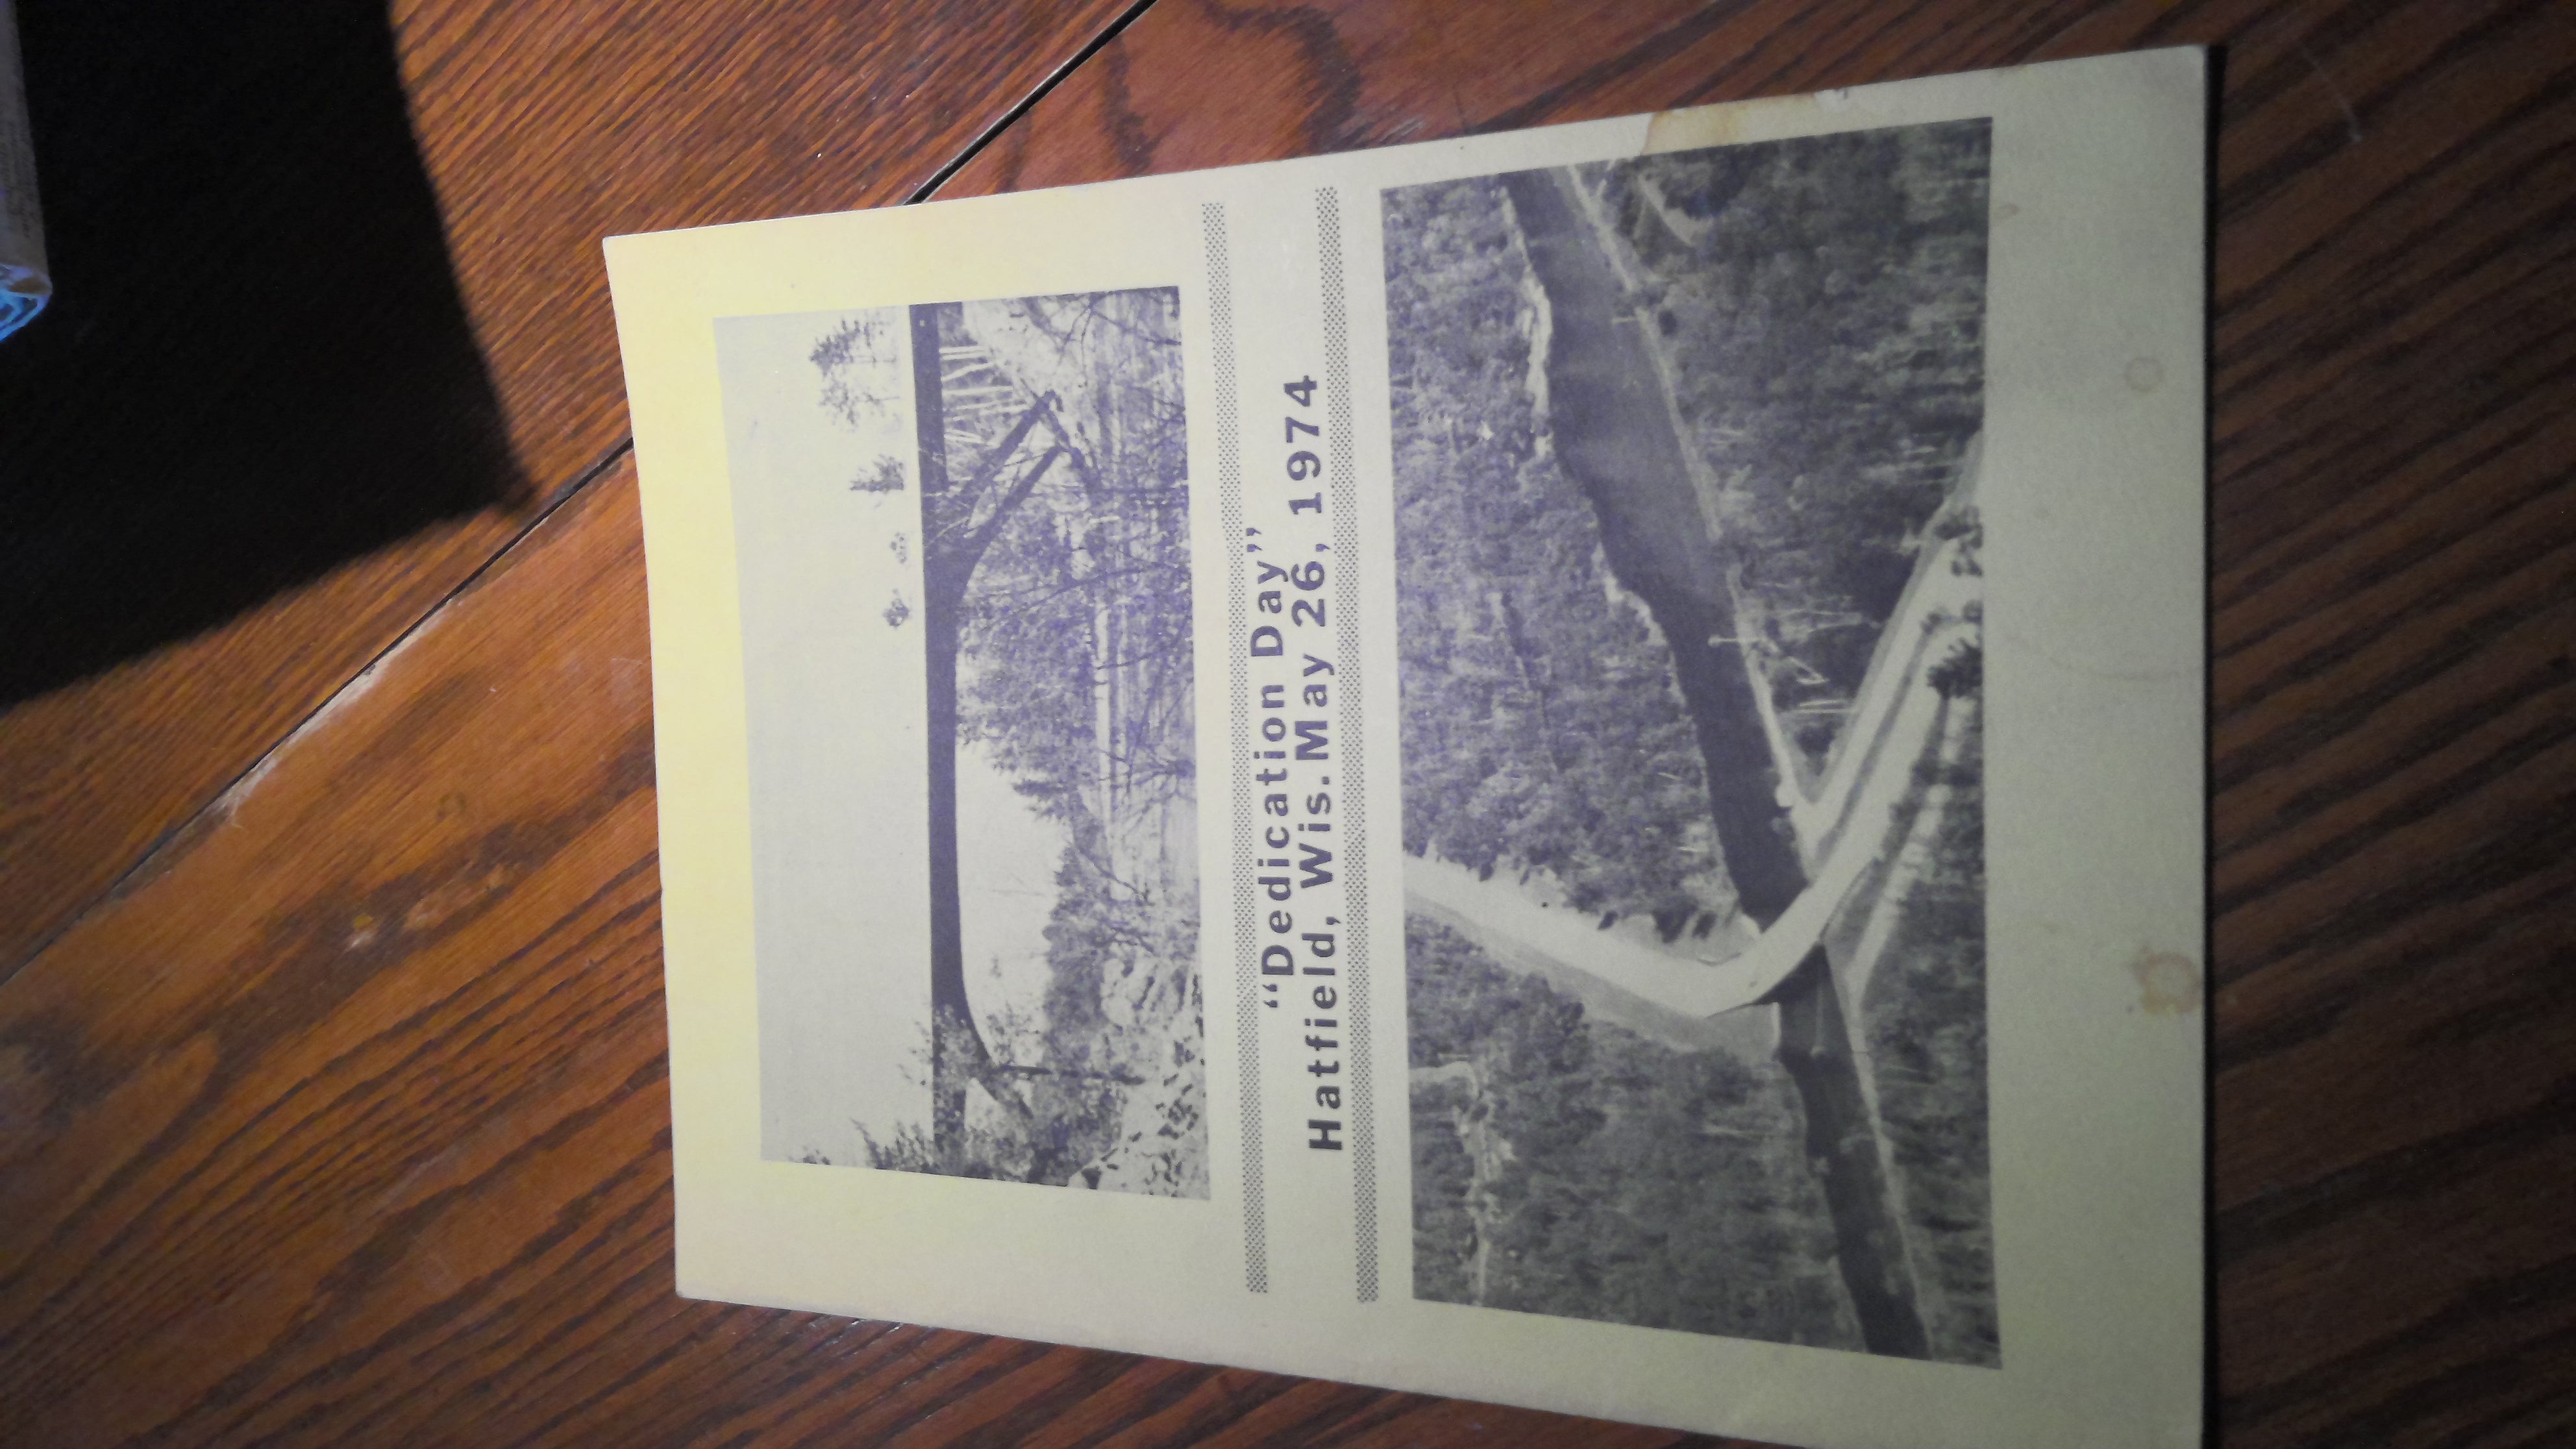 “Dedication Day”
Hatfield, Wis. May 26, 1974